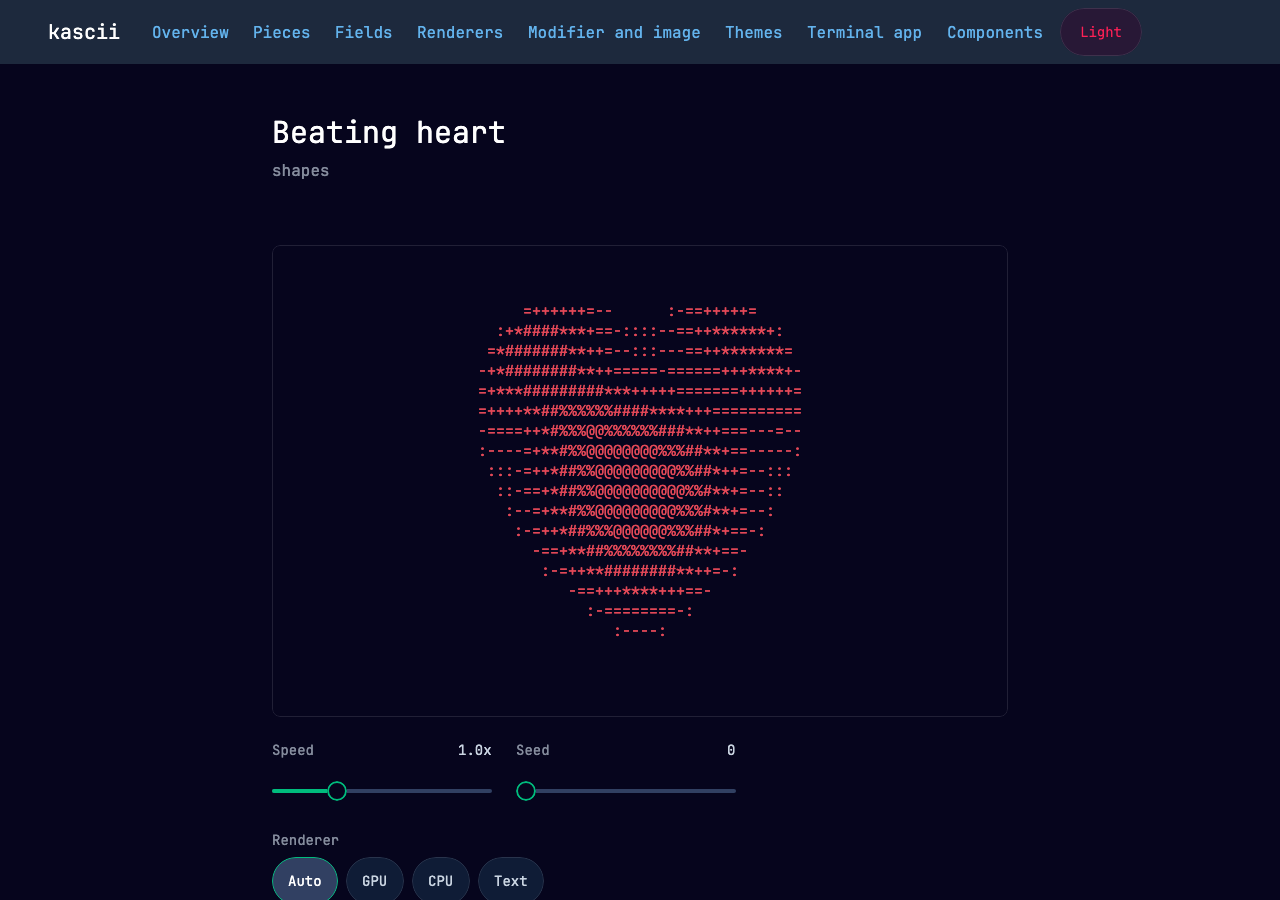 kascii Overview Pieces Fields Renderers Modifier and image Themes Terminal app Components Light
Beating heart
shapes
=++++++=--      :-==+++++=
:+*####***+==-::::--==++******+:
=*#######**++=--:::---==++*******=
-+*########**++=====-======+++****+-
=+***#########***+++++=======++++++=
=++++**##%%%%%%####****+++==========
-====++*#%%%@@%%%%%%###**++===---=--
:----=+**#%%@@@@@@@@%%%##**+==-----:
:::-=++*##%%@@@@@@@@@%%##*++=--:::
::-==+*##%%@@@@@@@@@@%%#**+=--::
:--=+**#%%@@@@@@@@@%%%#**+=--:
:-=++*##%%%@@@@@@%%%##*+==-:
-==+**##%%%%%%%%##**+==-
:-=++**########**++=-:
-==+++****+++==-
:-========-:
:----:
Speed 1.0x Seed 0
Renderer
Auto GPU CPU Text